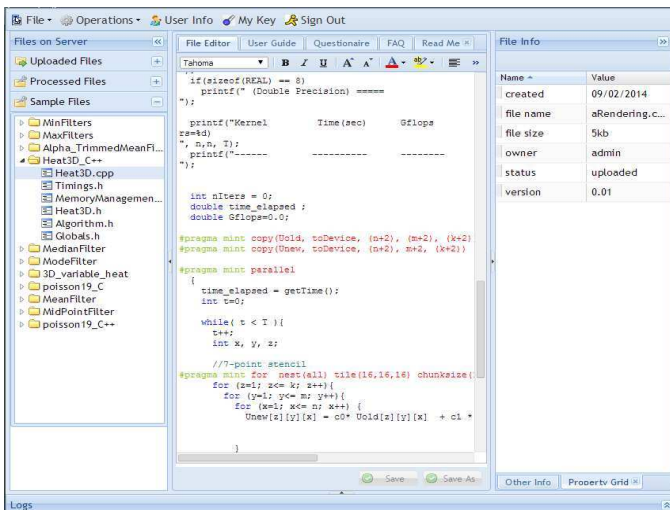 File Operations User Info My Key Sign Out
Files on Server
Uploaded Files
Processed Files
Sample Files
MinFilters
MaxFilters
Alpha_TrimmedMeanFi...
Heat3D_C++
Heat3D.cpp
Timings.h
MemoryManagemen...
Heat3D.h
Algorithm.h
Globals.h
MedianFilter
ModeFilter
3D_variable_heat
poisson19_C
MeanFilter
MidPointFilter
poisson19_C++
File Editor User Guide Questionaire FAQ Read Me
Tahoma B I U A A A ab
");
if(sizeof(REAL) == 8)
printf(" (Double Precision) =====
");
printf("Kernel Time(sec) Gflops
rs=%d)
", n,n, T);
printf("------ ---------- --------
");
int nIters = 0;
double time_elapsed ;
double Gflops=0.0;
#pragma mint copy(Uold, toDevice, (n+2), (m+2), (k+2)
#pragma mint copy(Unew, toDevice, (n+2), m+2, (k+2))
#pragma mint parallel
{
time_elapsed = getTime();
int t=0;
while( t < T ){
t++;
int x, y, z;
//7-point stencil
#pragma mint for nest(all) tile(16,16,16) chunksize(
for (z=1; z<= k; z++){
for (y=1; y<= m; y++){
for (x=1; x<= n; x++) {
Unew[z][y][x] = c0* Uold[z][y][x] + c1 *
}
Save Save As
File Info
Name Value
created 09/02/2014
file name aRendering.c...
file size 5kb
owner admin
status uploaded
version 0.01
Other Info Property Grid
Logs